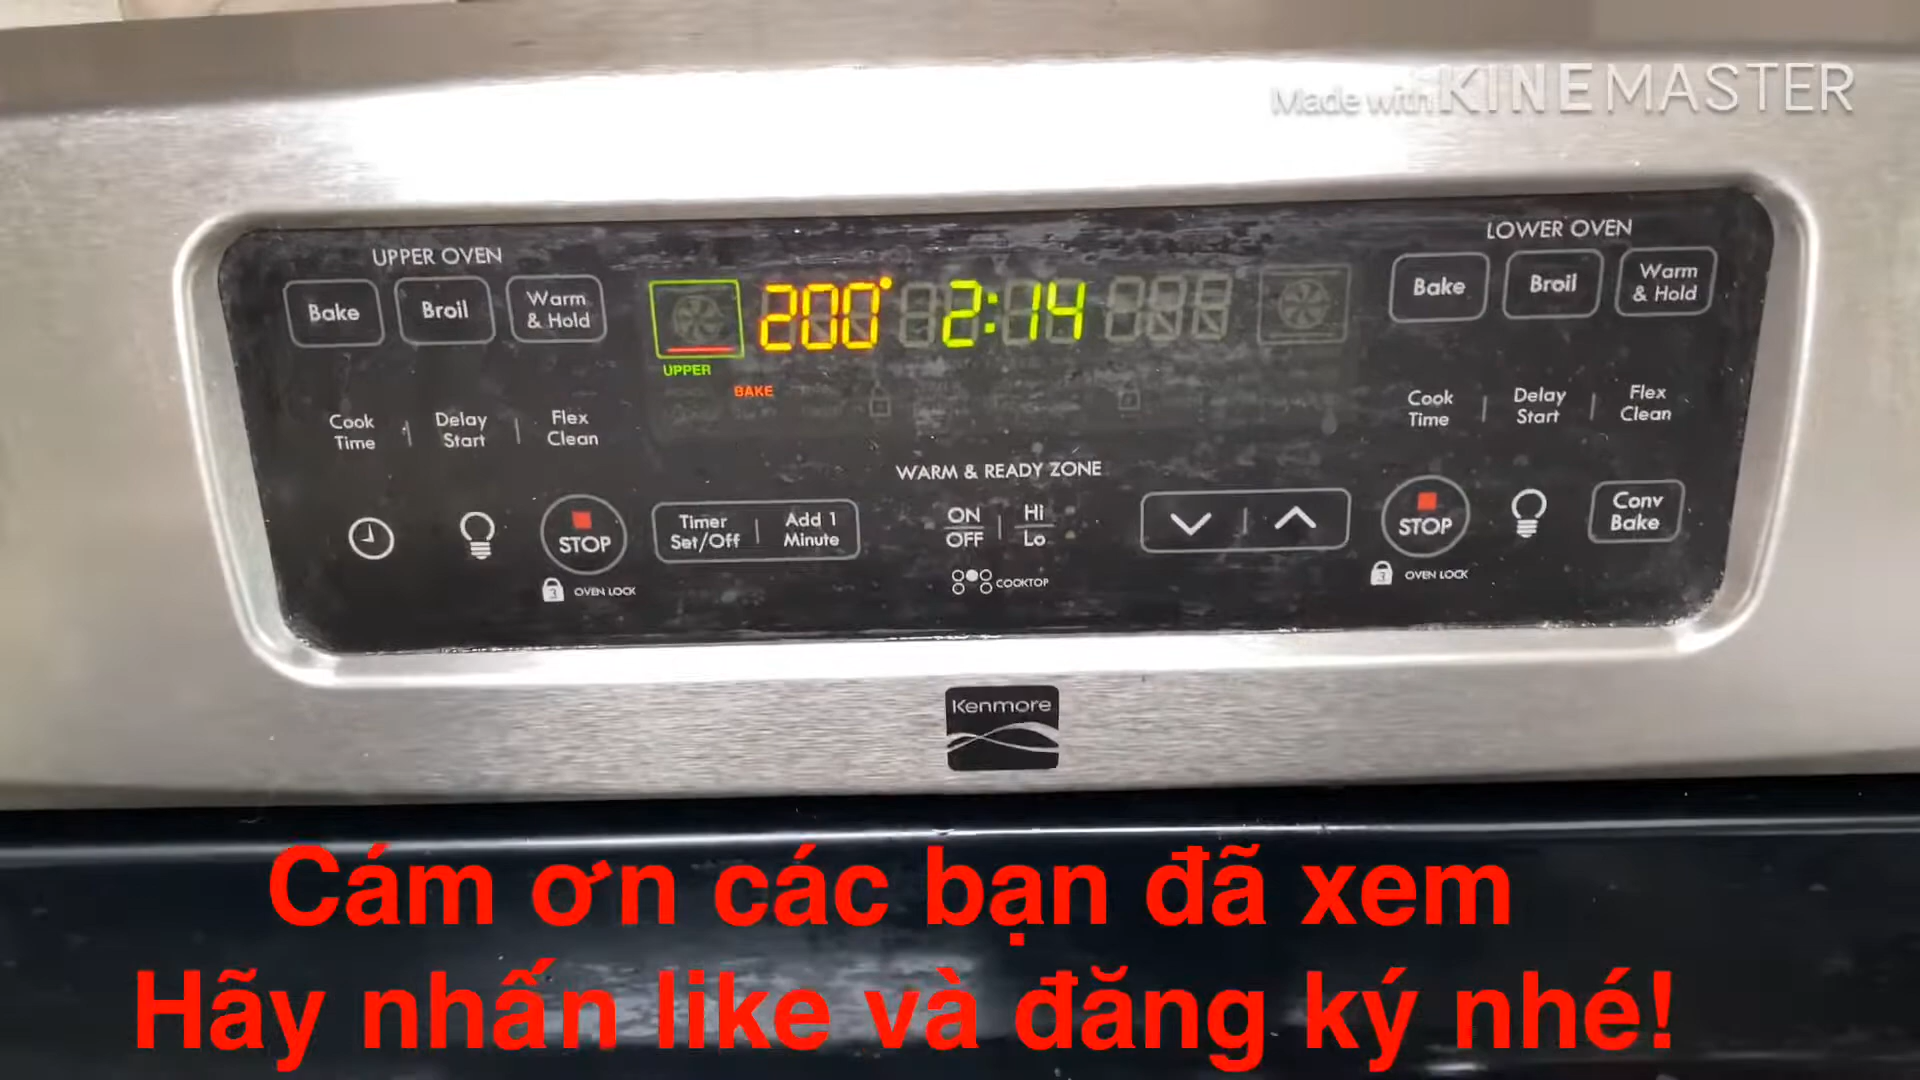 Made with KINEMASTER
UPPER OVEN
LOWER OVEN
Bake
Broil
Warm
& Hold
200° 2:14
Bake
Broil
Warm
& Hold
UPPER
BAKE
Cook
Time
Delay
Start
Flex
Clean
Cook
Time
Delay
Start
Flex
Clean
WARM & READY ZONE
STOP
Timer
Set/Off
Add 1
Minute
ON
OFF
Hi
Lo
STOP
Conv
Bake
3 OVEN LOCK
COOKTOP
3 OVEN LOCK
Kenmore
Cám ơn các bạn đã xem
Hãy nhấn like và đăng ký nhé!